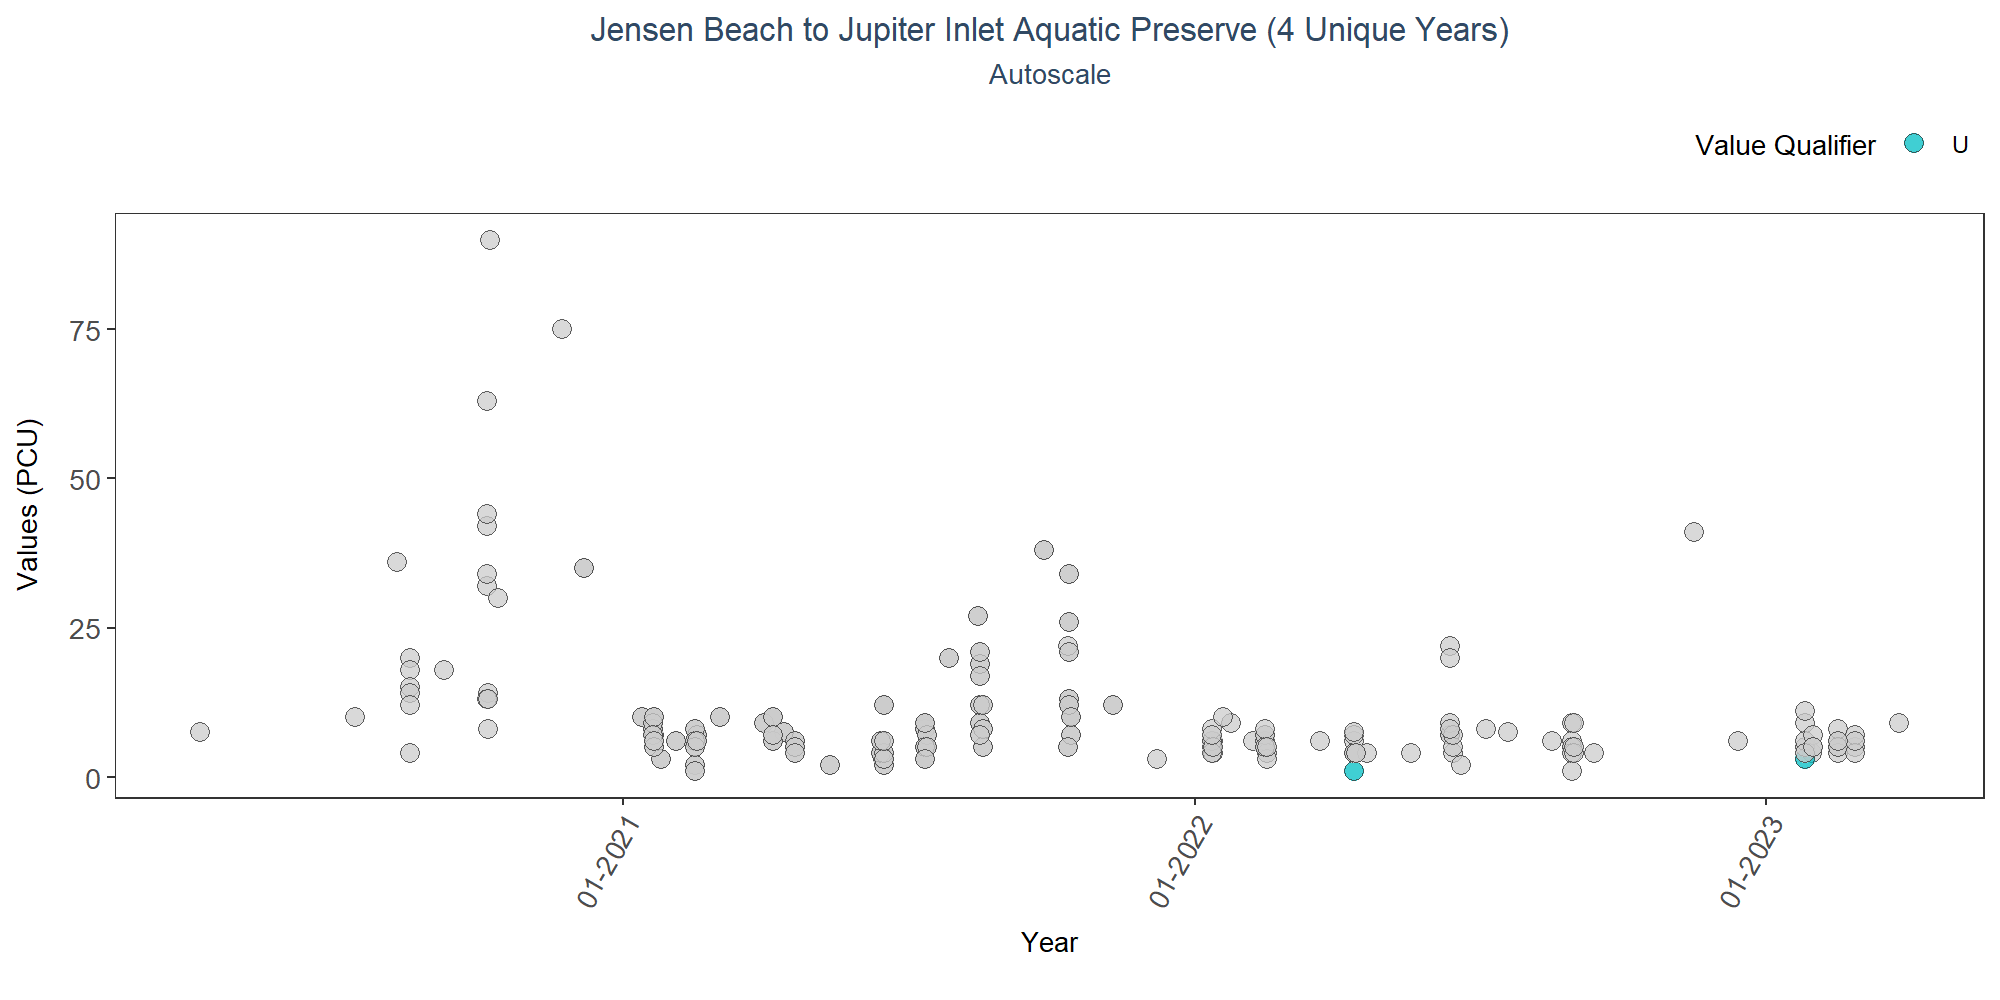 Jensen Beach to Jupiter Inlet Aquatic Preserve (4 Unique Years)
Autoscale
Value Qualifier U
Values (PCU)
75
50
25
0
01-2021 01-2022 01-2023
Year